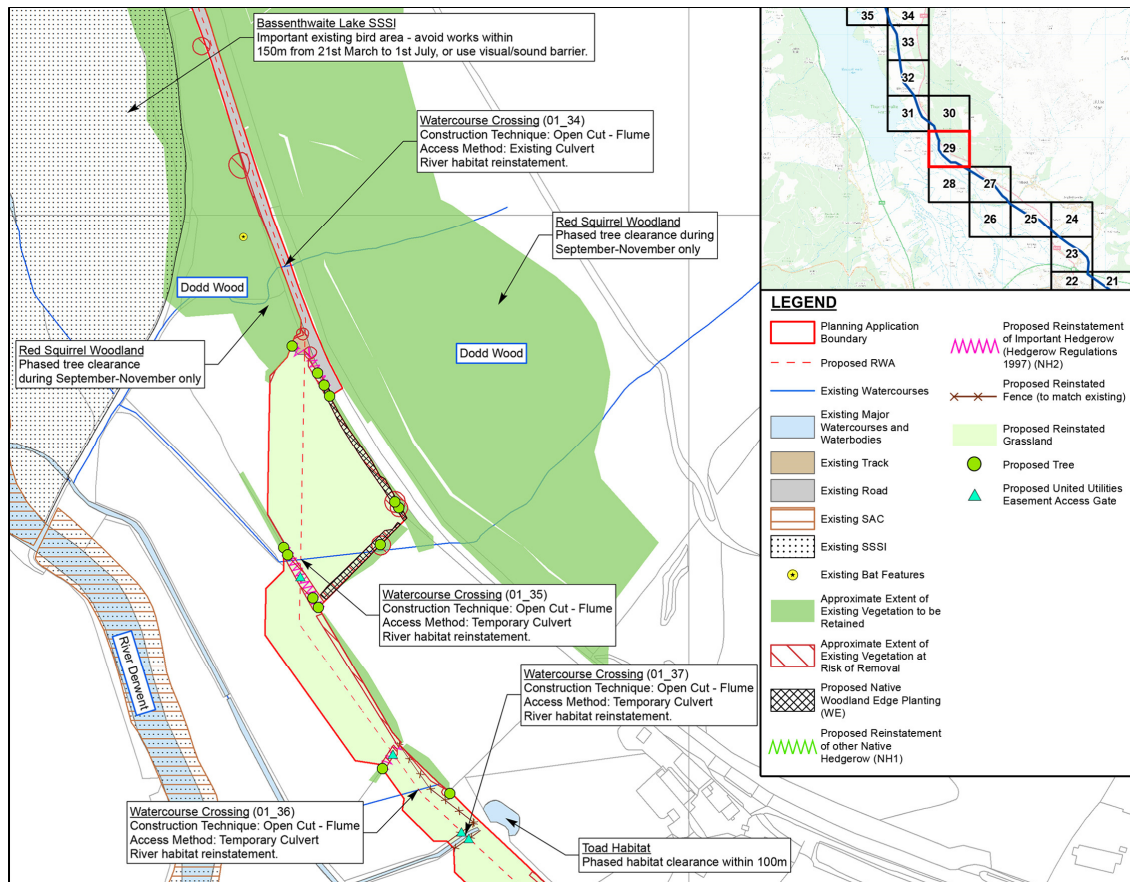 Bassenthwaite Lake SSSI
Important existing bird area - avoid works within
150m from 21st March to 1st July, or use visual/sound barrier.
Watercourse Crossing (01_34)
Construction Technique: Open Cut - Flume
Access Method: Existing Culvert
River habitat reinstatement.
Red Squirrel Woodland
Phased tree clearance during
September-November only
Dodd Wood
Dodd Wood
Red Squirrel Woodland
Phased tree clearance
during September-November only
Watercourse Crossing (01_35)
Construction Technique: Open Cut - Flume
Access Method: Temporary Culvert
River habitat reinstatement.
River Derwent
Watercourse Crossing (01_37)
Construction Technique: Open Cut - Flume
Access Method: Temporary Culvert
River habitat reinstatement.
Watercourse Crossing (01_36)
Construction Technique: Open Cut - Flume
Access Method: Temporary Culvert
River habitat reinstatement.
Toad Habitat
Phased habitat clearance within 100m
35
34
33
32
31
30
29
28
27
26
25
24
23
22
21
LEGEND
Planning Application
Boundary
Proposed RWA
Existing Watercourses
Existing Major
Watercourses and
Waterbodies
Existing Track
Existing Road
Existing SAC
Existing SSSI
Existing Bat Features
Approximate Extent of
Existing Vegetation to be
Retained
Approximate Extent of
Existing Vegetation at
Risk of Removal
Proposed Native
Woodland Edge Planting
(WE)
Proposed Reinstatement
of other Native
Hedgerow (NH1)
Proposed Reinstatement
of Important Hedgerow
(Hedgerow Regulations
1997) (NH2)
Proposed Reinstated
Fence (to match existing)
Proposed Reinstated
Grassland
Proposed Tree
Proposed United Utilities
Easement Access Gate